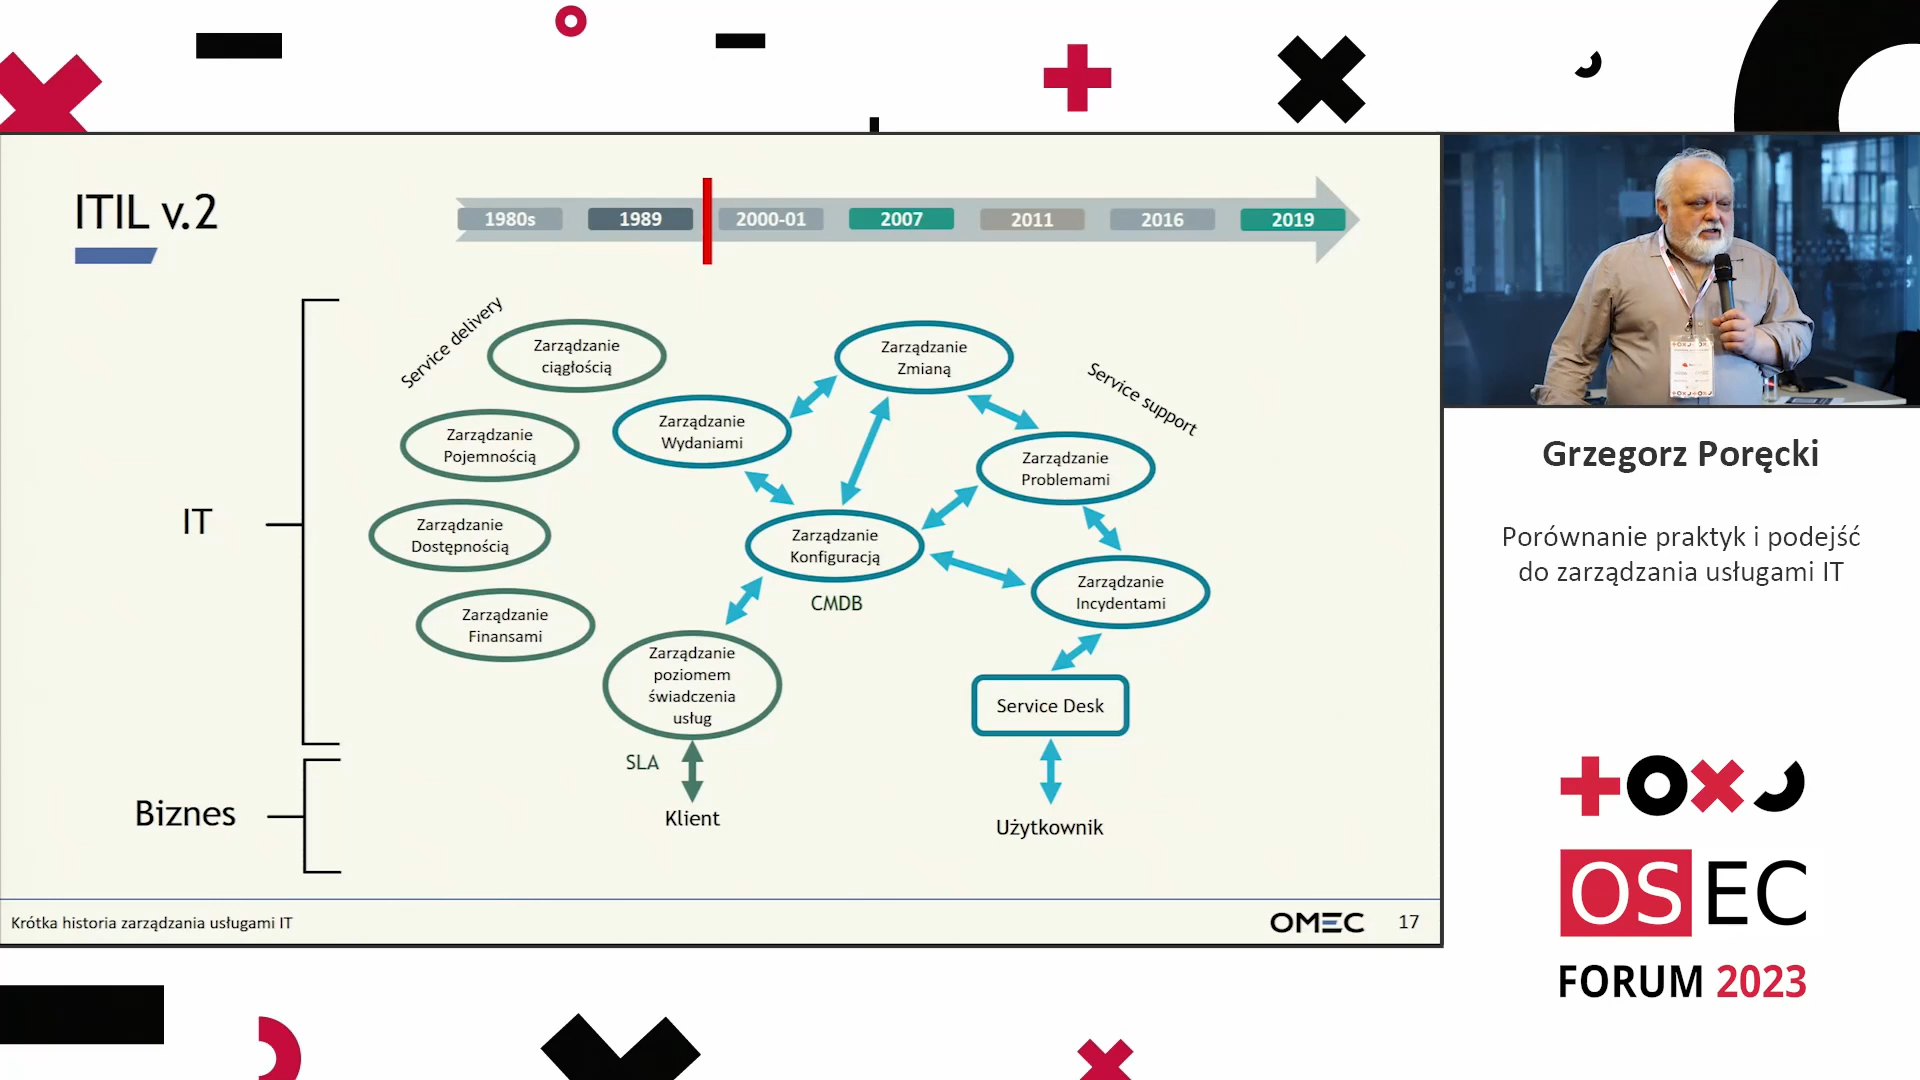 ITIL v.2
1980s
1989
2000-01
2007
2011
2016
2019
Service delivery
Zarządzanie
ciągłością
Zarządzanie
Zmianą
Service support
Zarządzanie
Wydaniami
Zarządzanie
Pojemnością
Zarządzanie
Problemami
IT
Zarządzanie
Dostępnością
Zarządzanie
Konfiguracją
CMDB
Zarządzanie
Incydentami
Zarządzanie
Finansami
Zarządzanie
poziomem
świadczenia
usług
Service Desk
SLA
Biznes
Klient
Użytkownik
Krótka historia zarządzania usługami IT
OMEC
17
Grzegorz Poręcki
Porównanie praktyk i podejść
do zarządzania usługami IT
OSEC
FORUM 2023